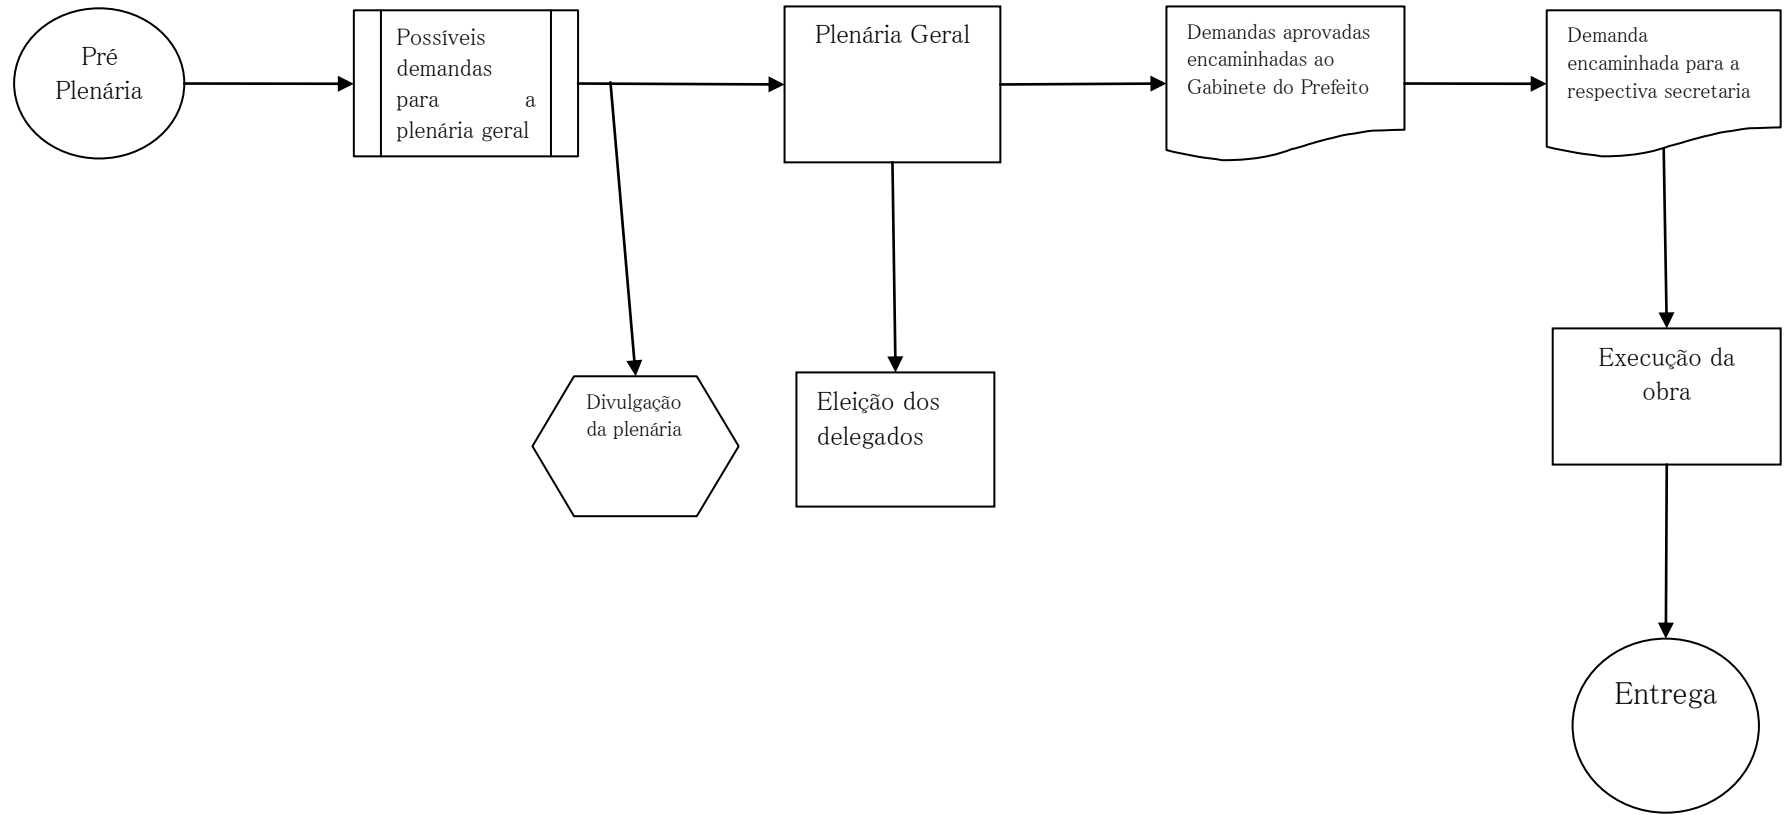 Pré
Plenária
Possíveis
demandas
para a
plenária geral
Plenária Geral
Demandas aprovadas
encaminhadas ao
Gabinete do Prefeito
Demanda
encaminhada para a
respectiva secretaria
Divulgação
da plenária
Eleição dos
delegados
Execução da
obra
Entrega